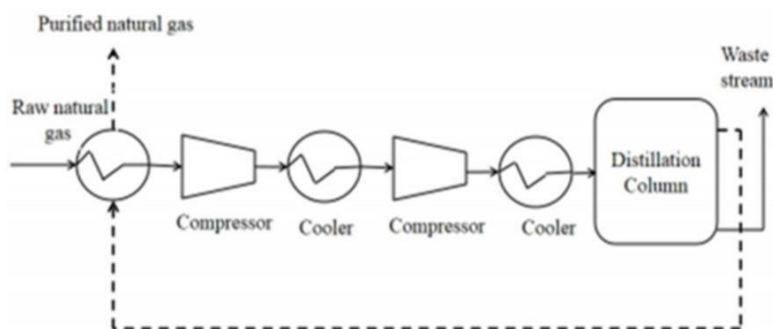 Purified natural gas
Waste
stream
Raw natural
gas
Distillation
Column
Compressor
Cooler
Compressor
Cooler